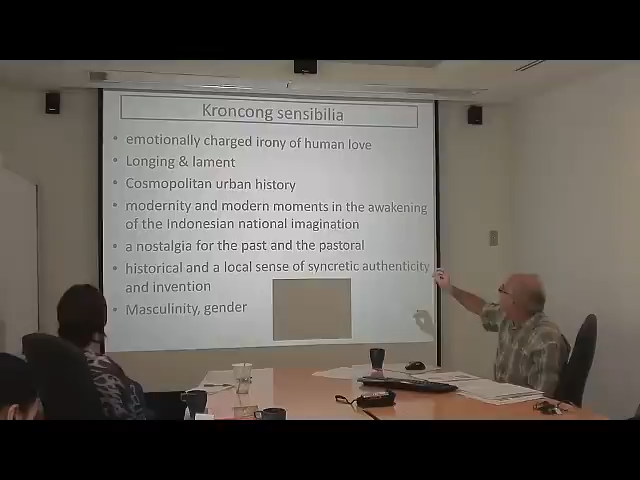 Kroncong sensibilia
• emotionally charged irony of human love
• Longing & lament
• Cosmopolitan urban history
• modernity and modern moments in the awakening
of the Indonesian national imagination
• a nostalgia for the past and the pastoral
• historical and a local sense of syncretic authenticity
and invention
• Masculinity, gender